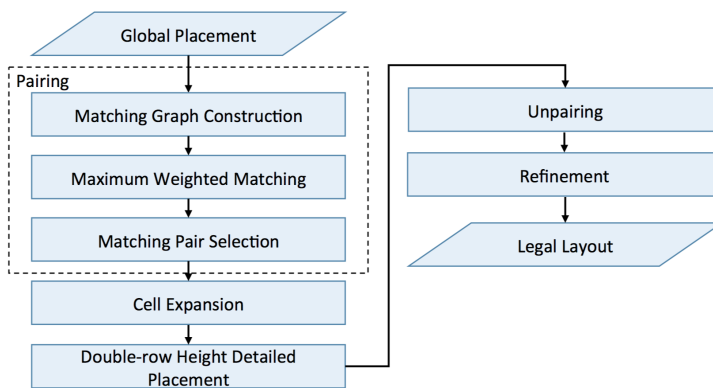 Global Placement
Pairing
Matching Graph Construction
Maximum Weighted Matching
Matching Pair Selection
Cell Expansion
Double-row Height Detailed
Placement
Unpairing
Refinement
Legal Layout